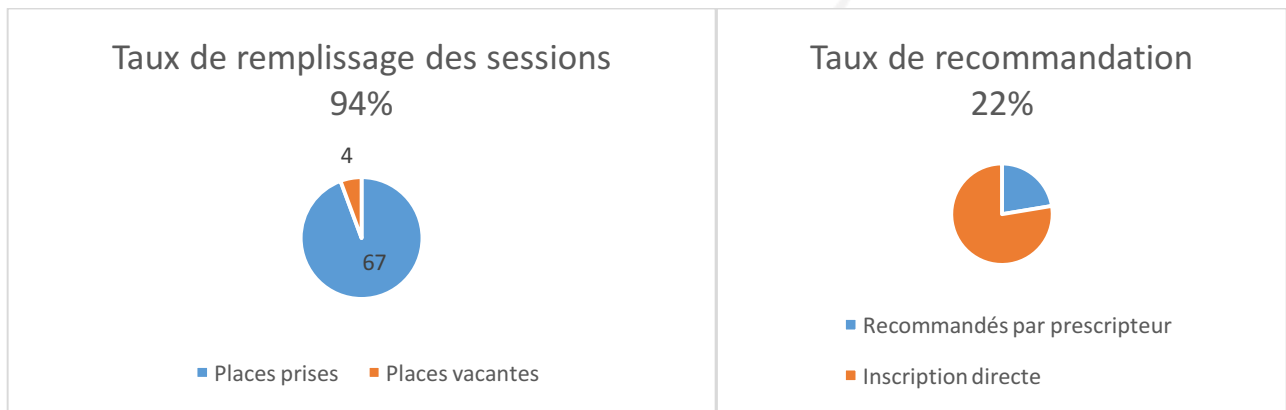 Taux de remplissage des sessions
94%
4
67
Places prises
Places vacantes
Taux de recommandation
22%
Recommandés par prescripteur
Inscription directe